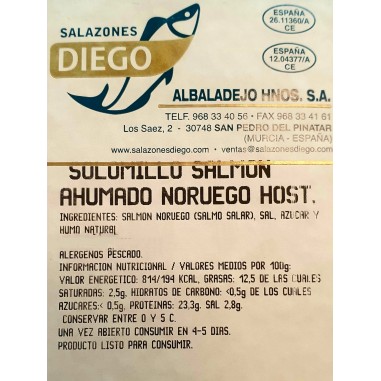 SALAZONES
DIEGO
ESPAÑA
26.11360/A
CE
ESPAÑA
12.04377/A
CE
ALBALADEJO HNOS. S.A.
TELF. 968 33 40 56 • FAX 968 33 41 61
Los Saez, 2 - 30748 SAN PEDRO DEL PINATAR
(MURCIA - ESPAÑA)
www.salazonesdiego.com • ventas@salazonesdiego.com
SOLOMILLO SALMON
AHUMADO NORUEGO HOST.
INGREDIENTES: SALMON NORUEGO (SALMO SALAR), SAL, AZUCAR Y
HUMO NATURAL
ALERGENOS PESCADO.
INFORMACION NUTRICIONAL / VALORES MEDIOS POR 100g:
VALOR ENERGETICO: 814/194 KCAL, GRASAS: 12,5 DE LAS CUALES
SATURADAS: 2,5g. HIDRATOS DE CARBONO: <0,5g DE LOS CUALES
AZUCARES:< 0,5g. PROTEINAS: 23,3g. SAL 2,8g.
CONSERVAR ENTRE 0 Y 5 C.
UNA VEZ ABIERTO CONSUMIR EN 4-5 DIAS.
PRODUCTO LISTO PARA CONSUMIR.